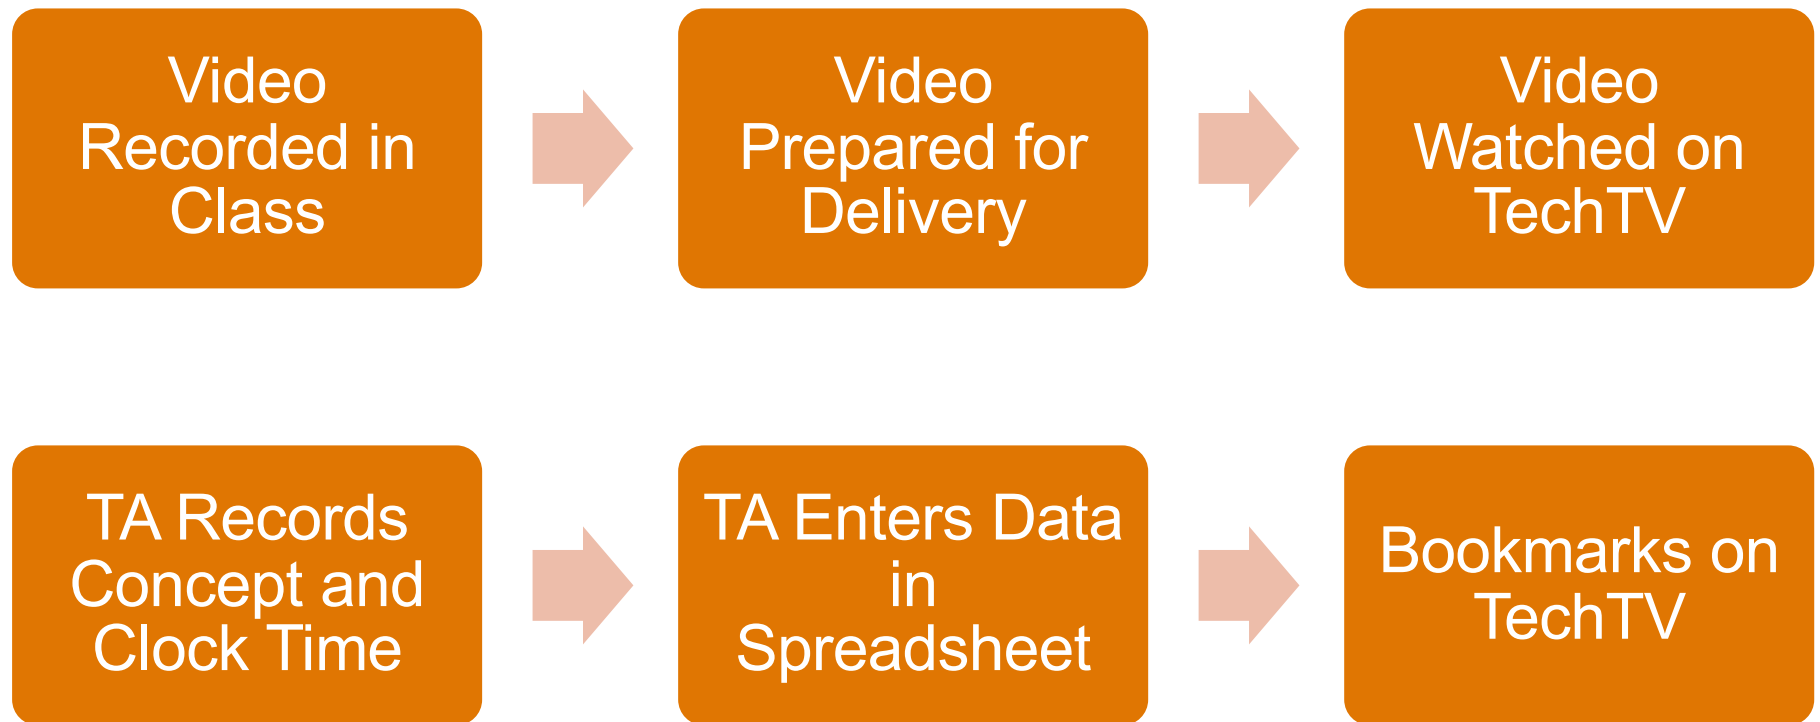 Video
Recorded in
Class
Video
Prepared for
Delivery
Video
Watched on
TechTV
TA Records
Concept and
Clock Time
TA Enters Data
in
Spreadsheet
Bookmarks on
TechTV